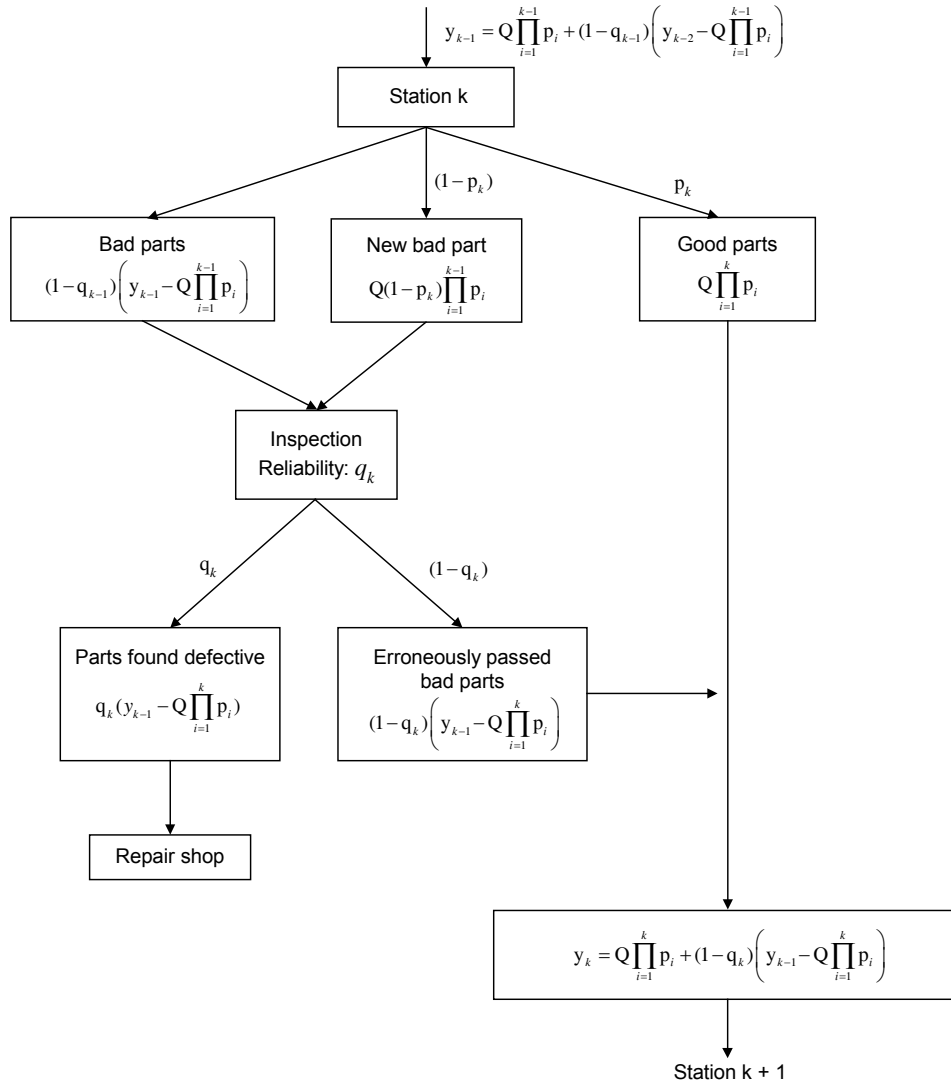 y_{k-1} = Q∏_{i=1}^{k-1} p_i + (1-q_{k-1})(y_{k-2} - Q∏_{i=1}^{k-1} p_i)
Station k
(1-p_k)
p_k
Bad parts
(1-q_{k-1})(y_{k-1} - Q∏_{i=1}^{k-1} p_i)
New bad part
Q(1-p_k)∏_{i=1}^{k-1} p_i
Good parts
Q∏_{i=1}^{k} p_i
Inspection
Reliability: q_k
q_k
(1-q_k)
Parts found defective
q_k(y_{k-1} - Q∏_{i=1}^{k} p_i)
Erroneously passed
bad parts
(1-q_k)(y_{k-1} - Q∏_{i=1}^{k} p_i)
Repair shop
y_k = Q∏_{i=1}^{k} p_i + (1-q_k)(y_{k-1} - Q∏_{i=1}^{k} p_i)
Station k + 1